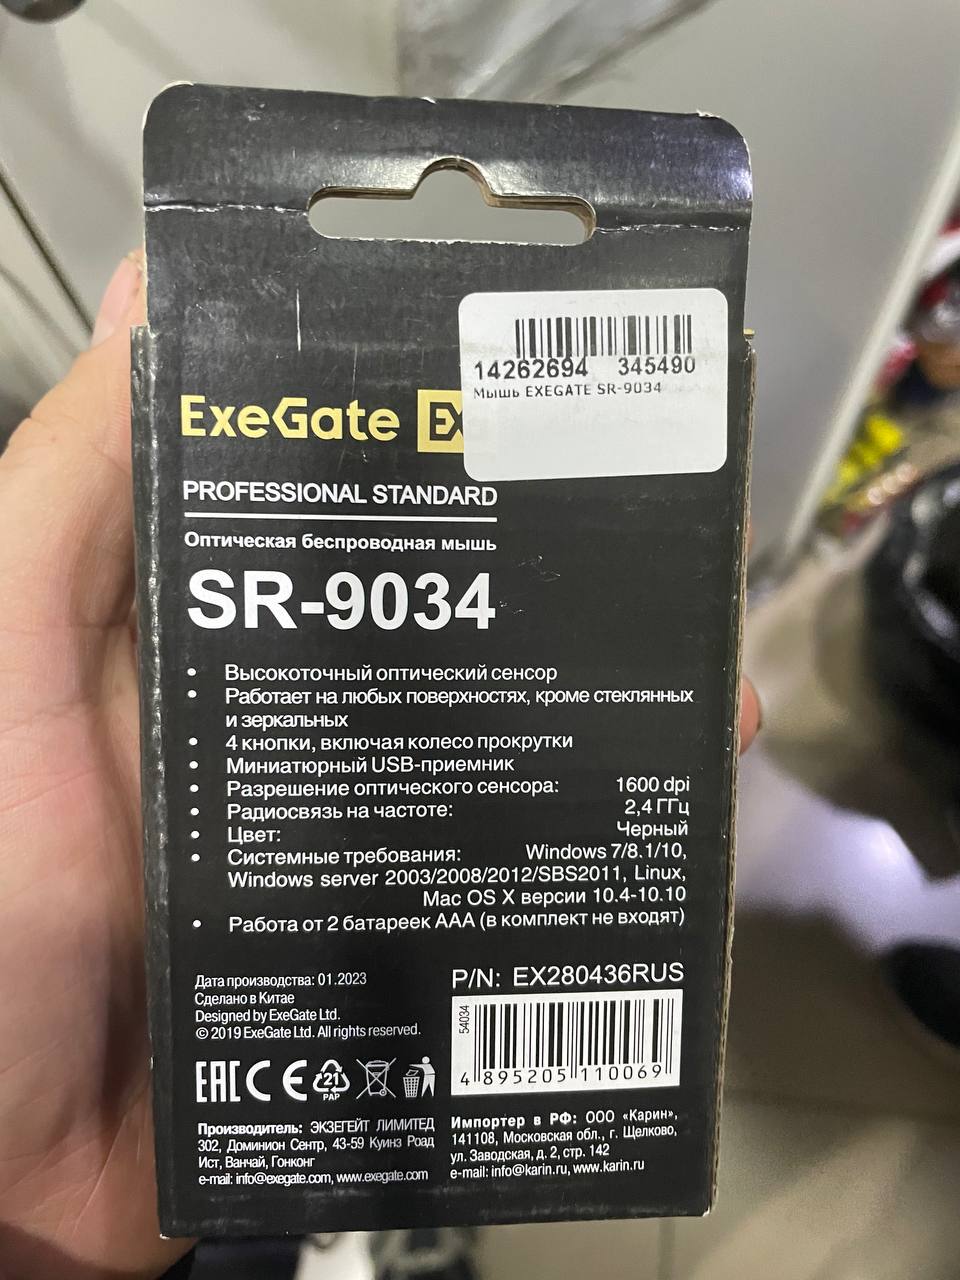 14262694 345490
Мышь EXEGATE SR-9034
ExeGate EX
PROFESSIONAL STANDARD
Оптическая беспроводная мышь
SR-9034
• Высокоточный оптический сенсор
• Работает на любых поверхностях, кроме стеклянных
и зеркальных
• 4 кнопки, включая колесо прокрутки
• Миниатюрный USB-приемник
• Разрешение оптического сенсора: 1600 dpi
• Радиосвязь на частоте: 2,4 ГГц
• Цвет: Черный
• Системные требования: Windows 7/8.1/10,
Windows server 2003/2008/2012/SBS2011, Linux,
Mac OS X версии 10.4-10.10
• Работа от 2 батареек AAA (в комплект не входят)
Дата производства: 01.2023
Сделано в Китае
Designed by ExeGate Ltd.
© 2019 ExeGate Ltd. All rights reserved.
P/N: EX280436RUS
54034
4 895205 110069
EAC CE 21
PAP
Производитель: ЭКЗЕГЕЙТ ЛИМИТЕД
302, Доминион Сентр, 43-59 Куинз Роад
Ист, Ванчай, Гонконг
e-mail: info@exegate.com, www.exegate.com
Импортер в РФ: ООО «Карин»,
141108, Московская обл., г. Щелково,
ул. Заводская, д. 2, стр. 142
e-mail: info@karin.ru, www.karin.ru